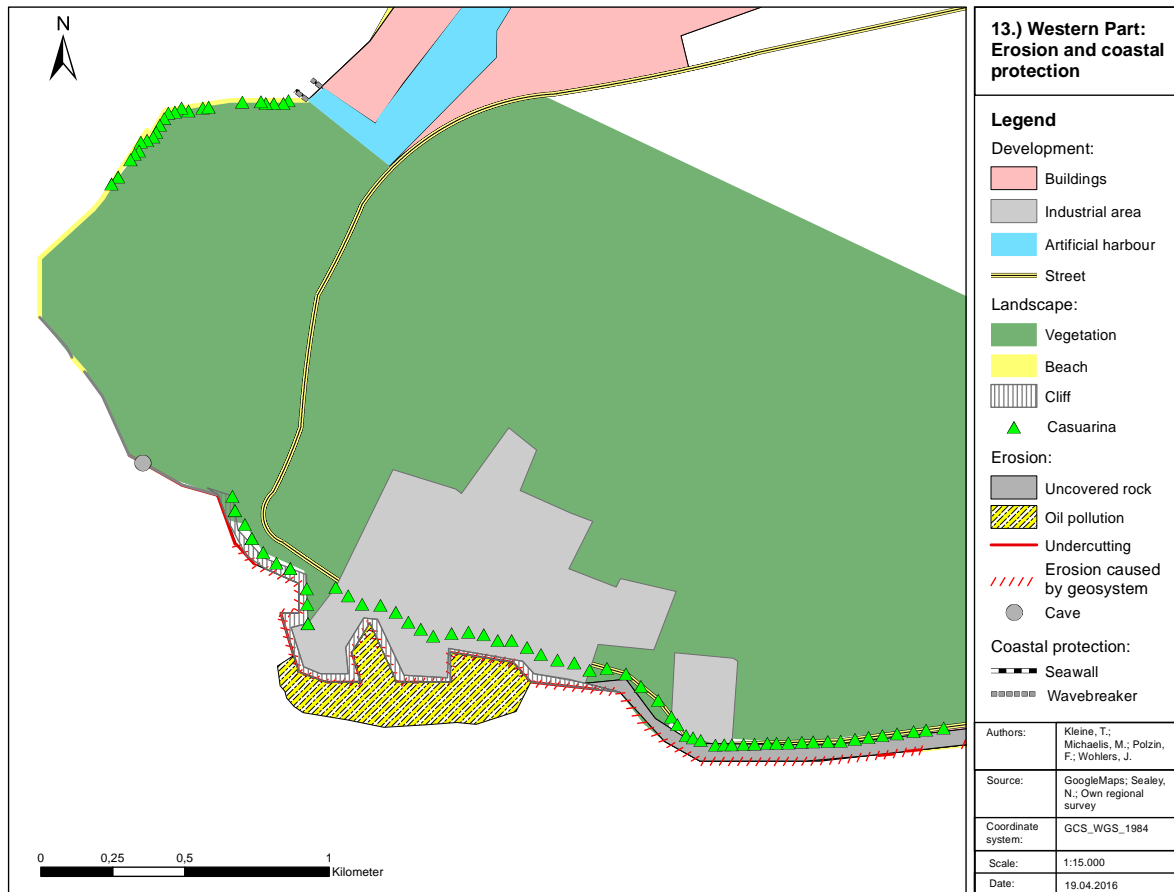 N
13.) Western Part:
Erosion and coastal
protection
Legend
Development:
Buildings
Industrial area
Artificial harbour
Street
Landscape:
Vegetation
Beach
Cliff
Casuarina
Erosion:
Uncovered rock
Oil pollution
Undercutting
Erosion caused
by geosystem
Cave
Coastal protection:
Seawall
Wavebreaker
Authors:
Kleine, T.;
Michaelis, M.; Polzin,
F.; Wohlers, J.
Source:
GoogleMaps; Sealey,
N.; Own regional
survey
Coordinate
system:
GCS_WGS_1984
Scale:
1:15.000
Date:
19.04.2016
0 0,25 0,5 1
Kilometer